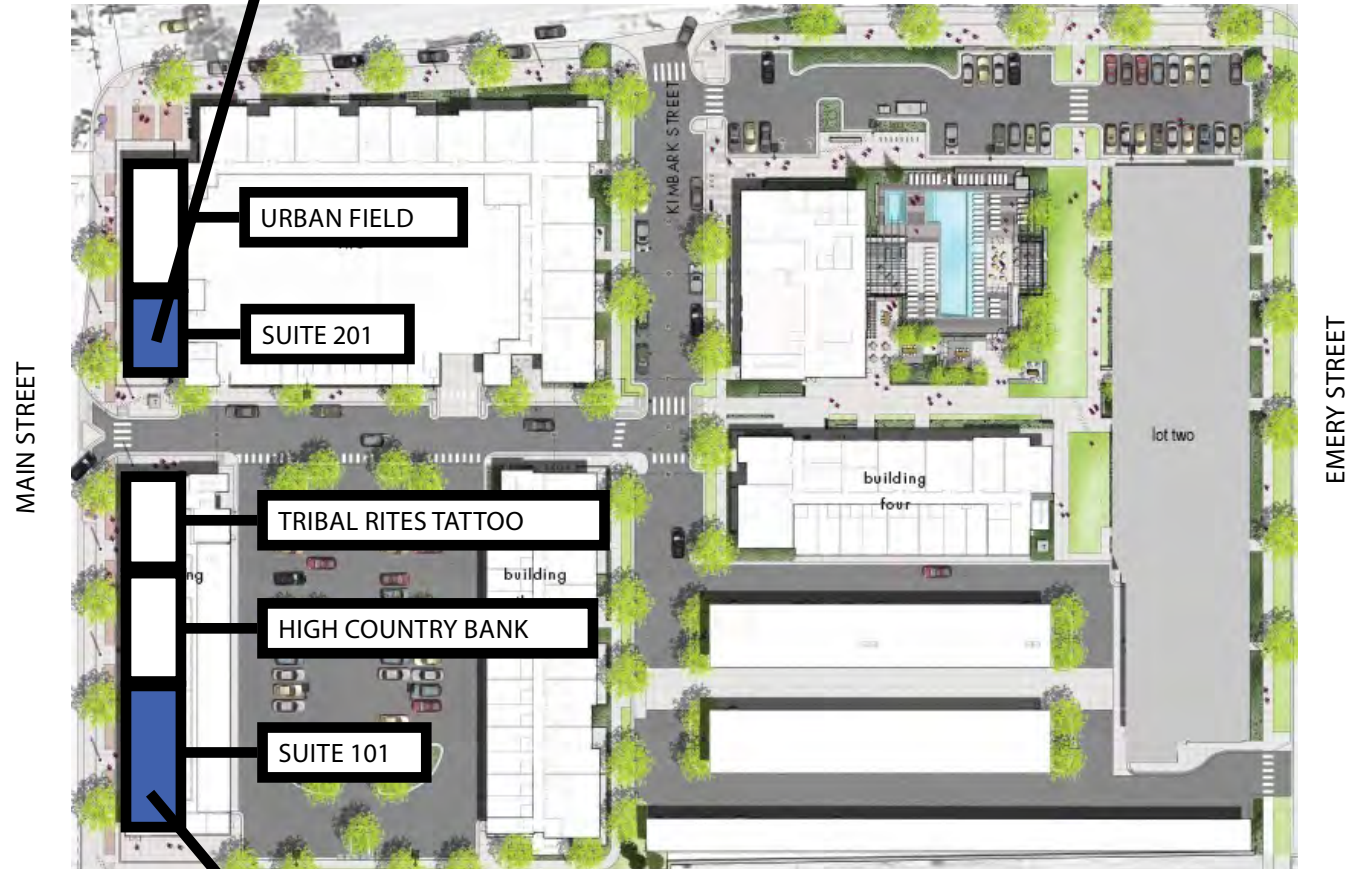 KIMBARK STREET
URBAN FIELD
SUITE 201
MAIN STREET
EMERY STREET
lot two
building
four
TRIBAL RITES TATTOO
building
HIGH COUNTRY BANK
SUITE 101